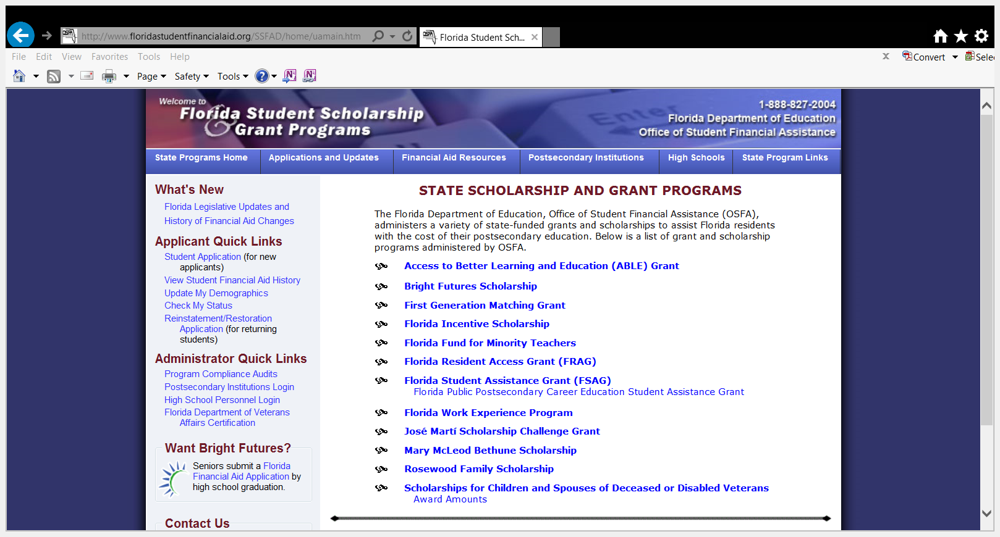 http://www.floridastudentfinancialaid.org/SSFAD/home/uamain.htm
Florida Student Sch...
File Edit View Favorites Tools Help
x Convert Selec
Page Safety Tools
Welcome to
Florida Student Scholarship
& Grant Programs
1-888-827-2004
Florida Department of Education
Office of Student Financial Assistance
Enter
State Programs Home Applications and Updates Financial Aid Resources Postsecondary Institutions High Schools State Program Links
What's New
Florida Legislative Updates and
History of Financial Aid Changes
Applicant Quick Links
Student Application (for new
applicants)
View Student Financial Aid History
Update My Demographics
Check My Status
Reinstatement/Restoration
Application (for returning
students)
Administrator Quick Links
Program Compliance Audits
Postsecondary Institutions Login
High School Personnel Login
Florida Department of Veterans
Affairs Certification
Want Bright Futures?
Seniors submit a Florida
Financial Aid Application by
high school graduation.
Contact Us
STATE SCHOLARSHIP AND GRANT PROGRAMS
The Florida Department of Education, Office of Student Financial Assistance (OSFA),
administers a variety of state-funded grants and scholarships to assist Florida residents
with the cost of their postsecondary education. Below is a list of grant and scholarship
programs administered by OSFA.
Access to Better Learning and Education (ABLE) Grant
Bright Futures Scholarship
First Generation Matching Grant
Florida Incentive Scholarship
Florida Fund for Minority Teachers
Florida Resident Access Grant (FRAG)
Florida Student Assistance Grant (FSAG)
Florida Public Postsecondary Career Education Student Assistance Grant
Florida Work Experience Program
José Martí Scholarship Challenge Grant
Mary McLeod Bethune Scholarship
Rosewood Family Scholarship
Scholarships for Children and Spouses of Deceased or Disabled Veterans
Award Amounts